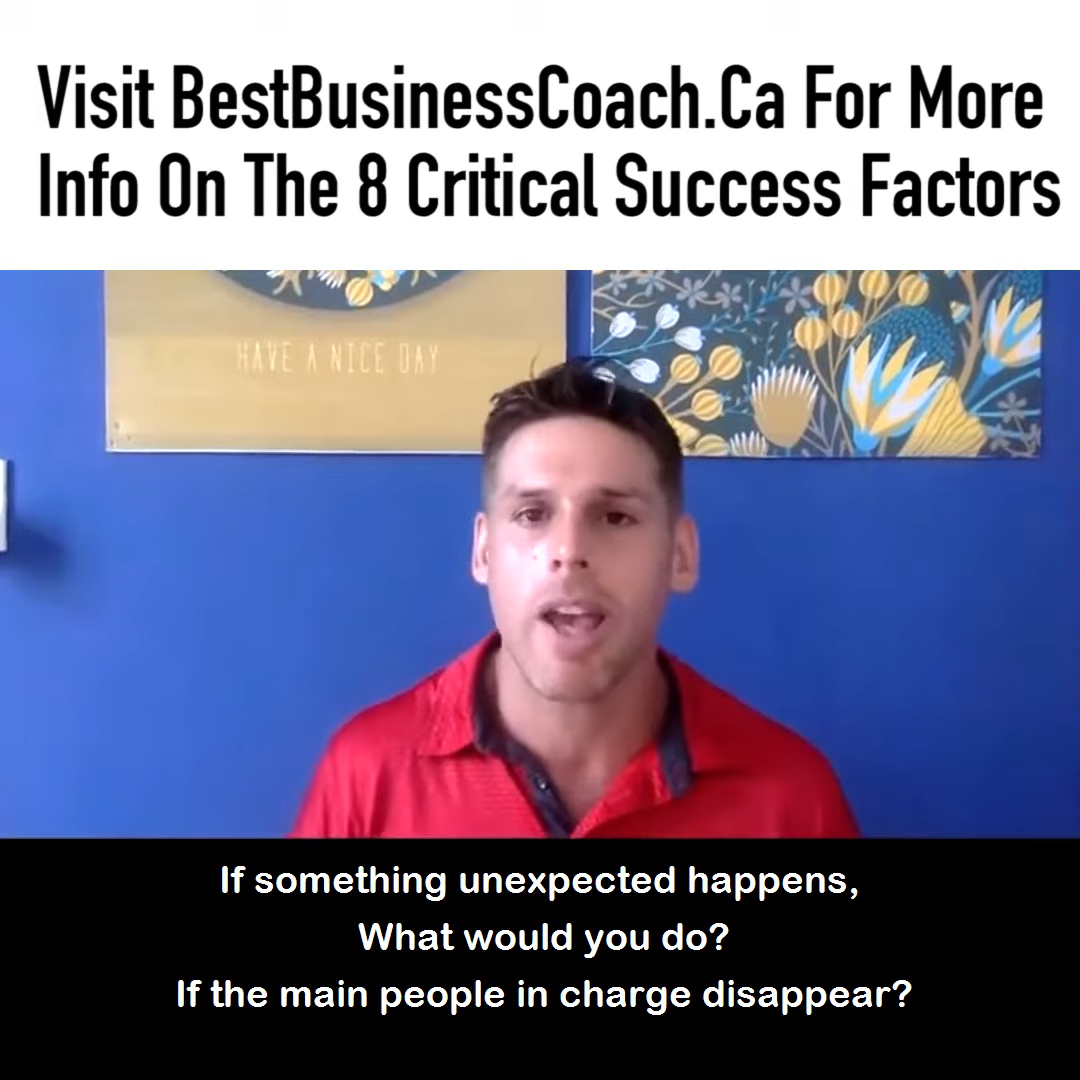 Visit BestBusinessCoach.Ca For More
Info On The 8 Critical Success Factors
HAVE A NICE DAY
If something unexpected happens,
What would you do?
If the main people in charge disappear?